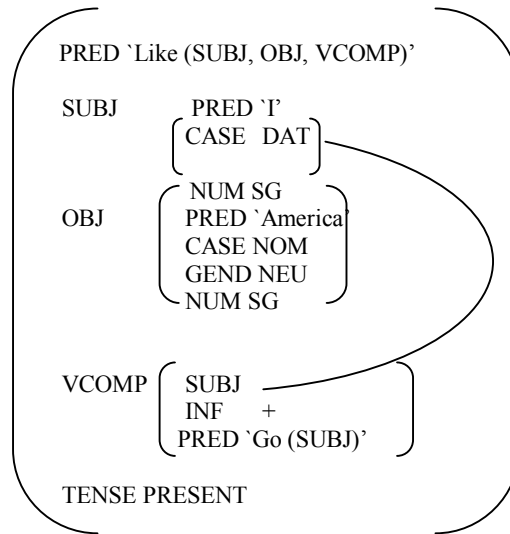 PRED `Like (SUBJ, OBJ, VCOMP)’
SUBJ PRED `I’
CASE DAT
NUM SG
OBJ PRED `America’
CASE NOM
GEND NEU
NUM SG
VCOMP SUBJ
INF +
PRED `Go (SUBJ)’
TENSE PRESENT